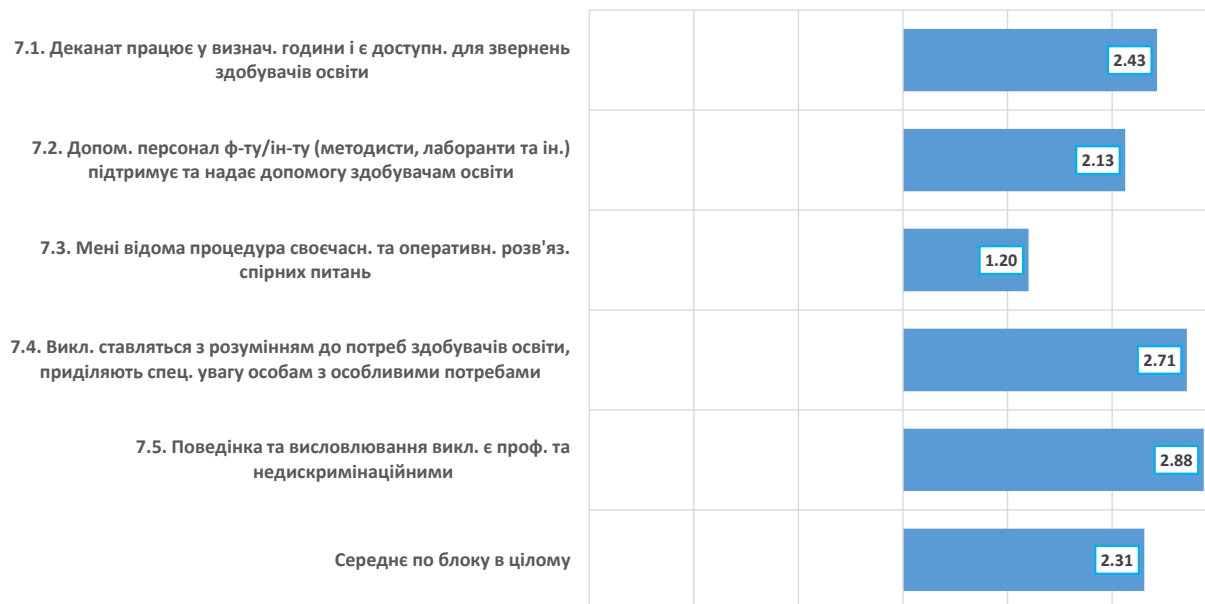 7.1. Деканат працює у визнач. години і є доступн. для звернень
здобувачів освіти
2.43
7.2. Допом. персонал ф-ту/ін-ту (методисти, лаборанти та ін.)
підтримує та надає допомогу здобувачам освіти
2.13
7.3. Мені відома процедура своєчасн. та оперативн. розв'яз.
спірних питань
1.20
7.4. Викл. ставляться з розумінням до потреб здобувачів освіти,
приділяють спец. увагу особам з особливими потребами
2.71
7.5. Поведінка та висловлювання викл. є проф. та
недискримінаційними
2.88
Середнє по блоку в цілому
2.31